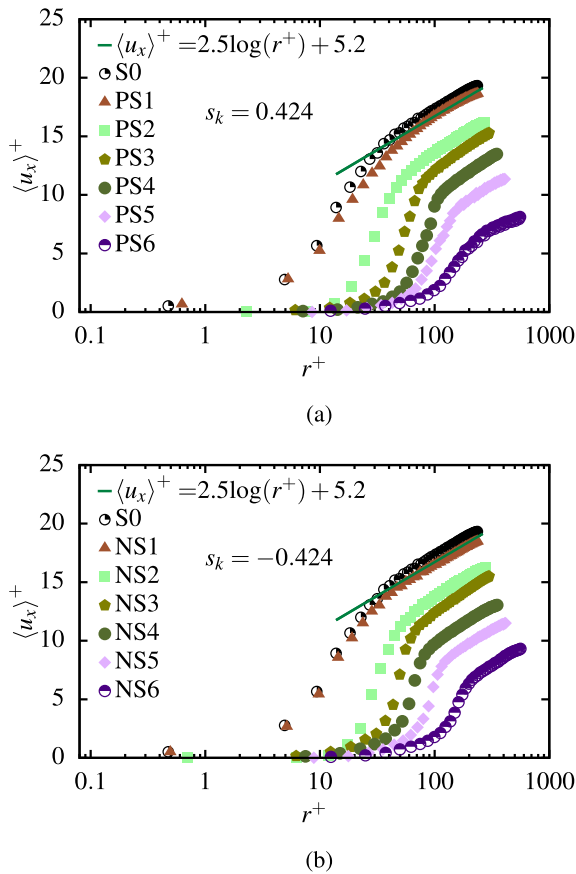 25
⟨u_x⟩⁺ =2.5log(r⁺)+5.2
S0
20
PS1
s_k = 0.424
PS2
15
PS3
⟨u_x⟩⁺
10
PS4
PS5
5
PS6
0
0.1 1 10 100 1000
r⁺
(a)
25
⟨u_x⟩⁺ =2.5log(r⁺)+5.2
S0
20
NS1
s_k = −0.424
NS2
15
NS3
⟨u_x⟩⁺
10
NS4
NS5
5
NS6
0
0.1 1 10 100 1000
r⁺
(b)